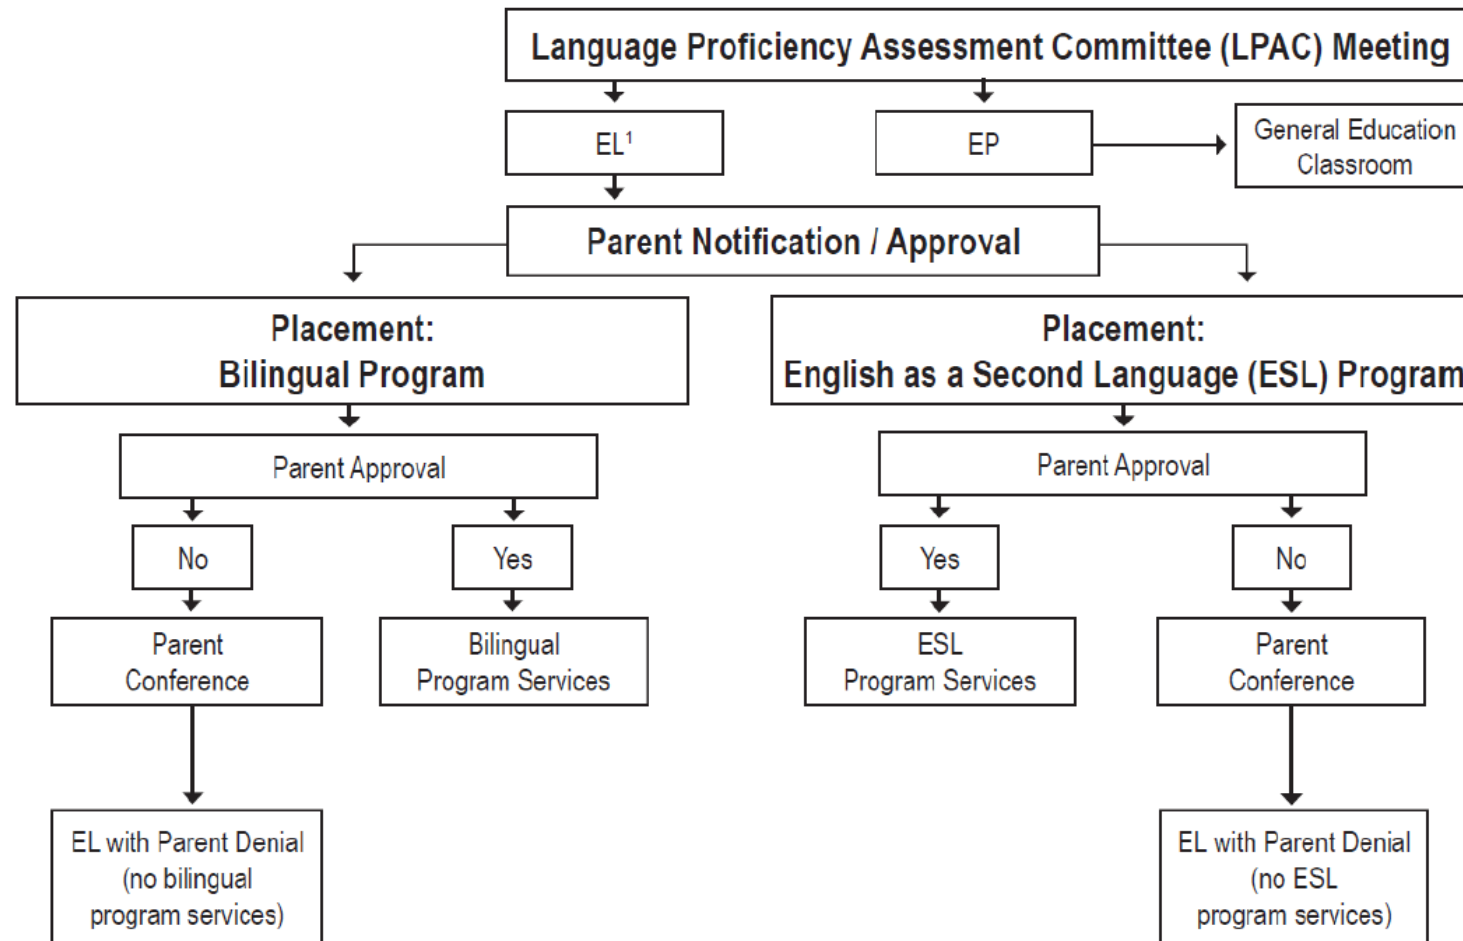 Language Proficiency Assessment Committee (LPAC) Meeting
EL¹
EP
General Education
Classroom
Parent Notification / Approval
Placement:
Bilingual Program
Placement:
English as a Second Language (ESL) Program
Parent Approval
Parent Approval
No
Yes
Yes
No
Parent
Conference
Bilingual
Program Services
ESL
Program Services
Parent
Conference
EL with Parent Denial
(no bilingual
program services)
EL with Parent Denial
(no ESL
program services)